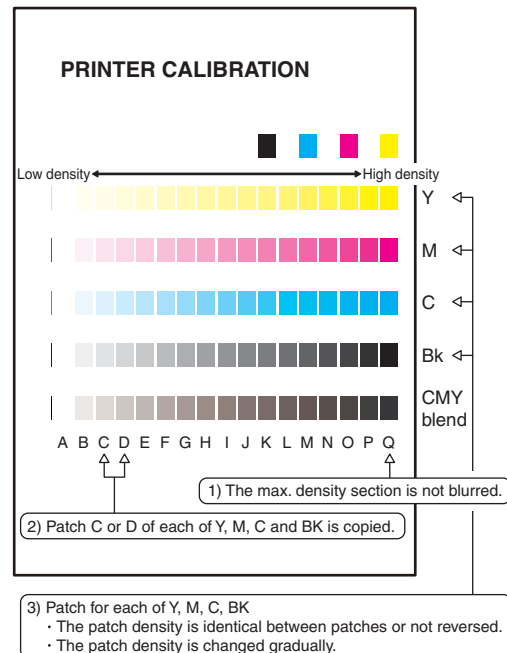 PRINTER CALIBRATION
Low density High density
Y
M
C
Bk
CMY
blend
A B C D E F G H I J K L M N O P Q
1) The max. density section is not blurred.
2) Patch C or D of each of Y, M, C and BK is copied.
3) Patch for each of Y, M, C, BK
· The patch density is identical between patches or not reversed.
· The patch density is changed gradually.